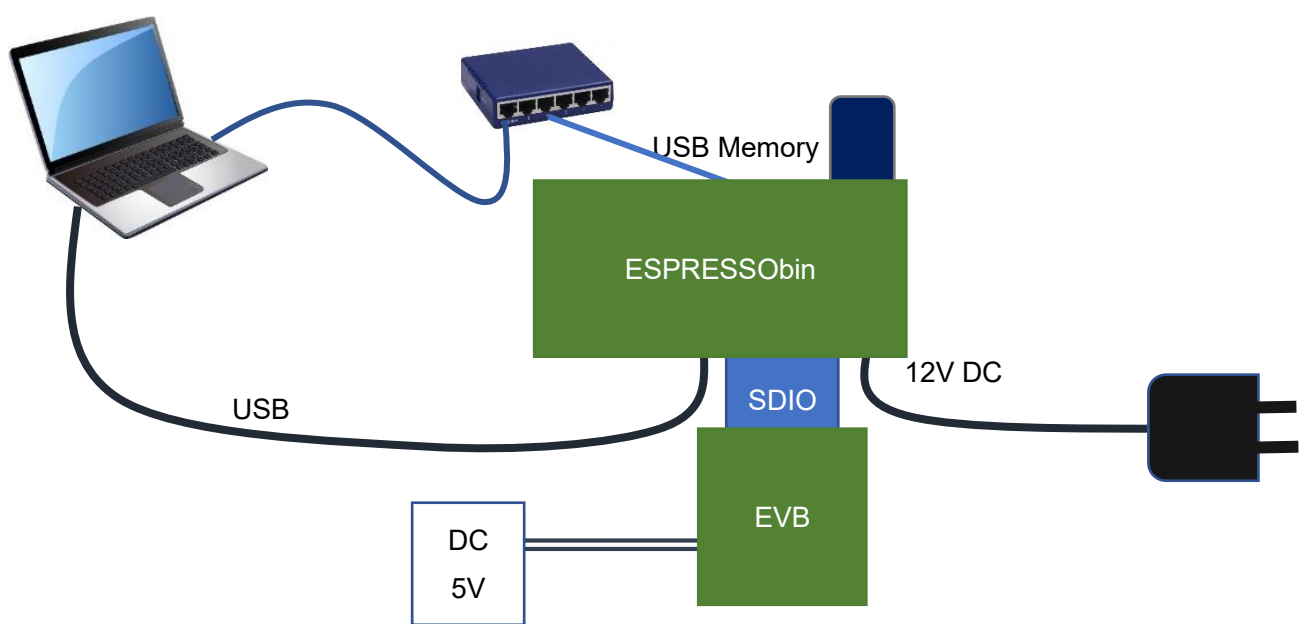 USB Memory
ESPRESSObin
12V DC
SDIO
USB
EVB
DC
5V